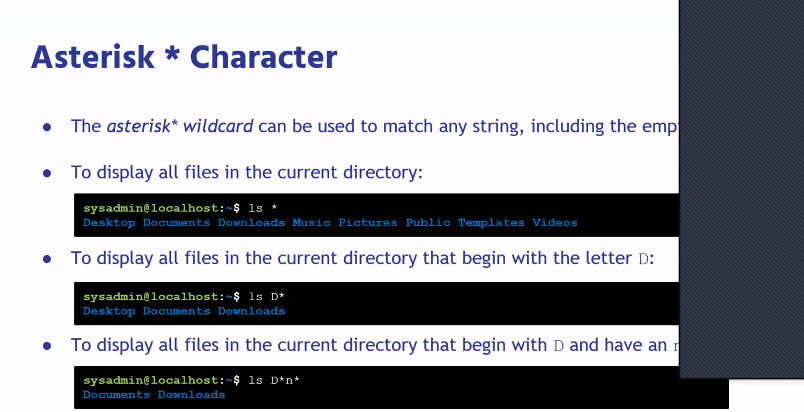 Asterisk * Character
● The asterisk* wildcard can be used to match any string, including the
● To display all files in the current directory:
sysadmin@localhost:~$ ls *
Desktop Documents Downloads Music Pictures Public Templates Videos
● To display all files in the current directory that begin with the letter D:
sysadmin@localhost:~$ ls D*
Desktop Documents Downloads
● To display all files in the current directory that begin with D and have an
sysadmin@localhost:~$ ls D*n*
Documents Downloads